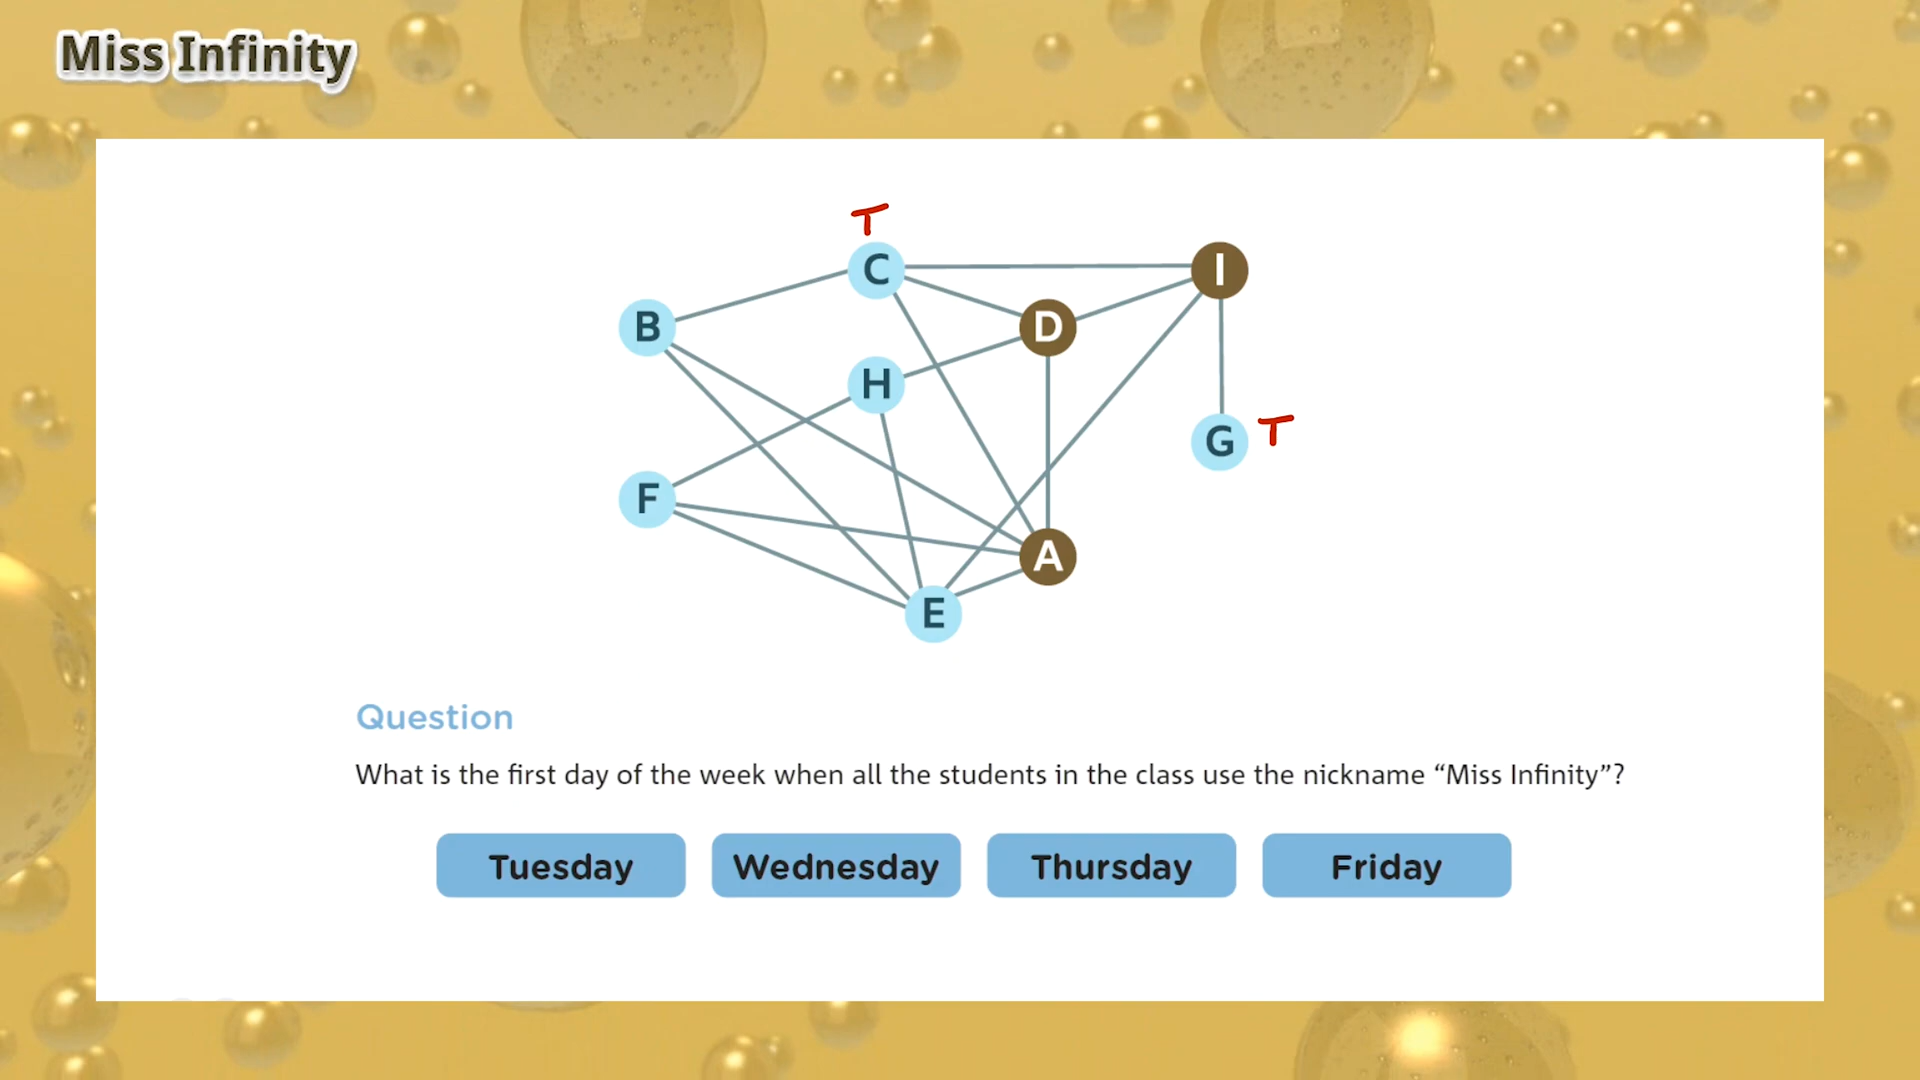 Miss Infinity
T
C
I
B
D
H
G T
F
A
E
Question
What is the first day of the week when all the students in the class use the nickname “Miss Infinity”?
Tuesday Wednesday Thursday Friday